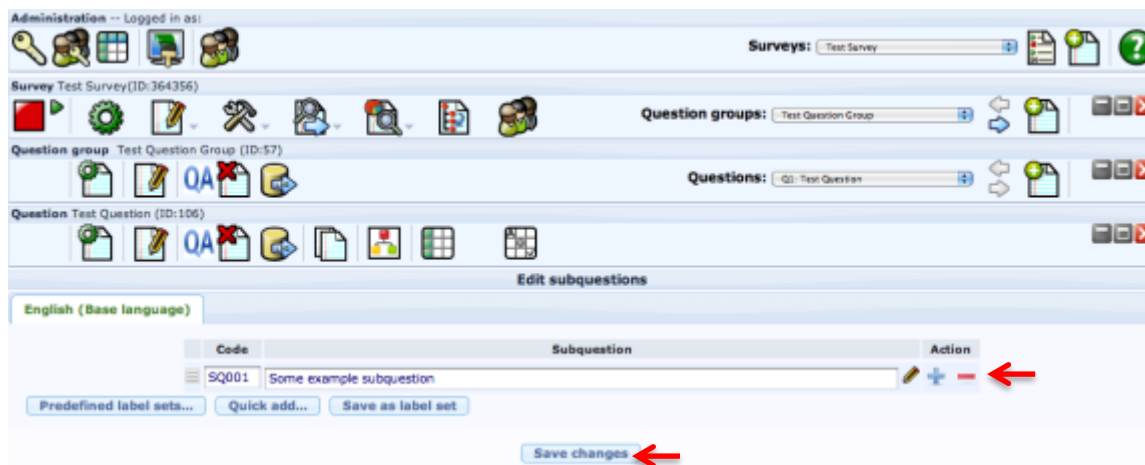 Administration -- Logged in as:
Surveys: Test Survey
?
Survey Test Survey(ID:364356)
Question groups: Test Question Group
Question group Test Question Group (ID:57)
QA
Questions: Q1: Test Question
Question Test Question (ID:106)
QA
Edit subquestions
English (Base language)
Code Subquestion Action
SQ001 Some example subquestion
Predefined label sets... Quick add... Save as label set
Save changes